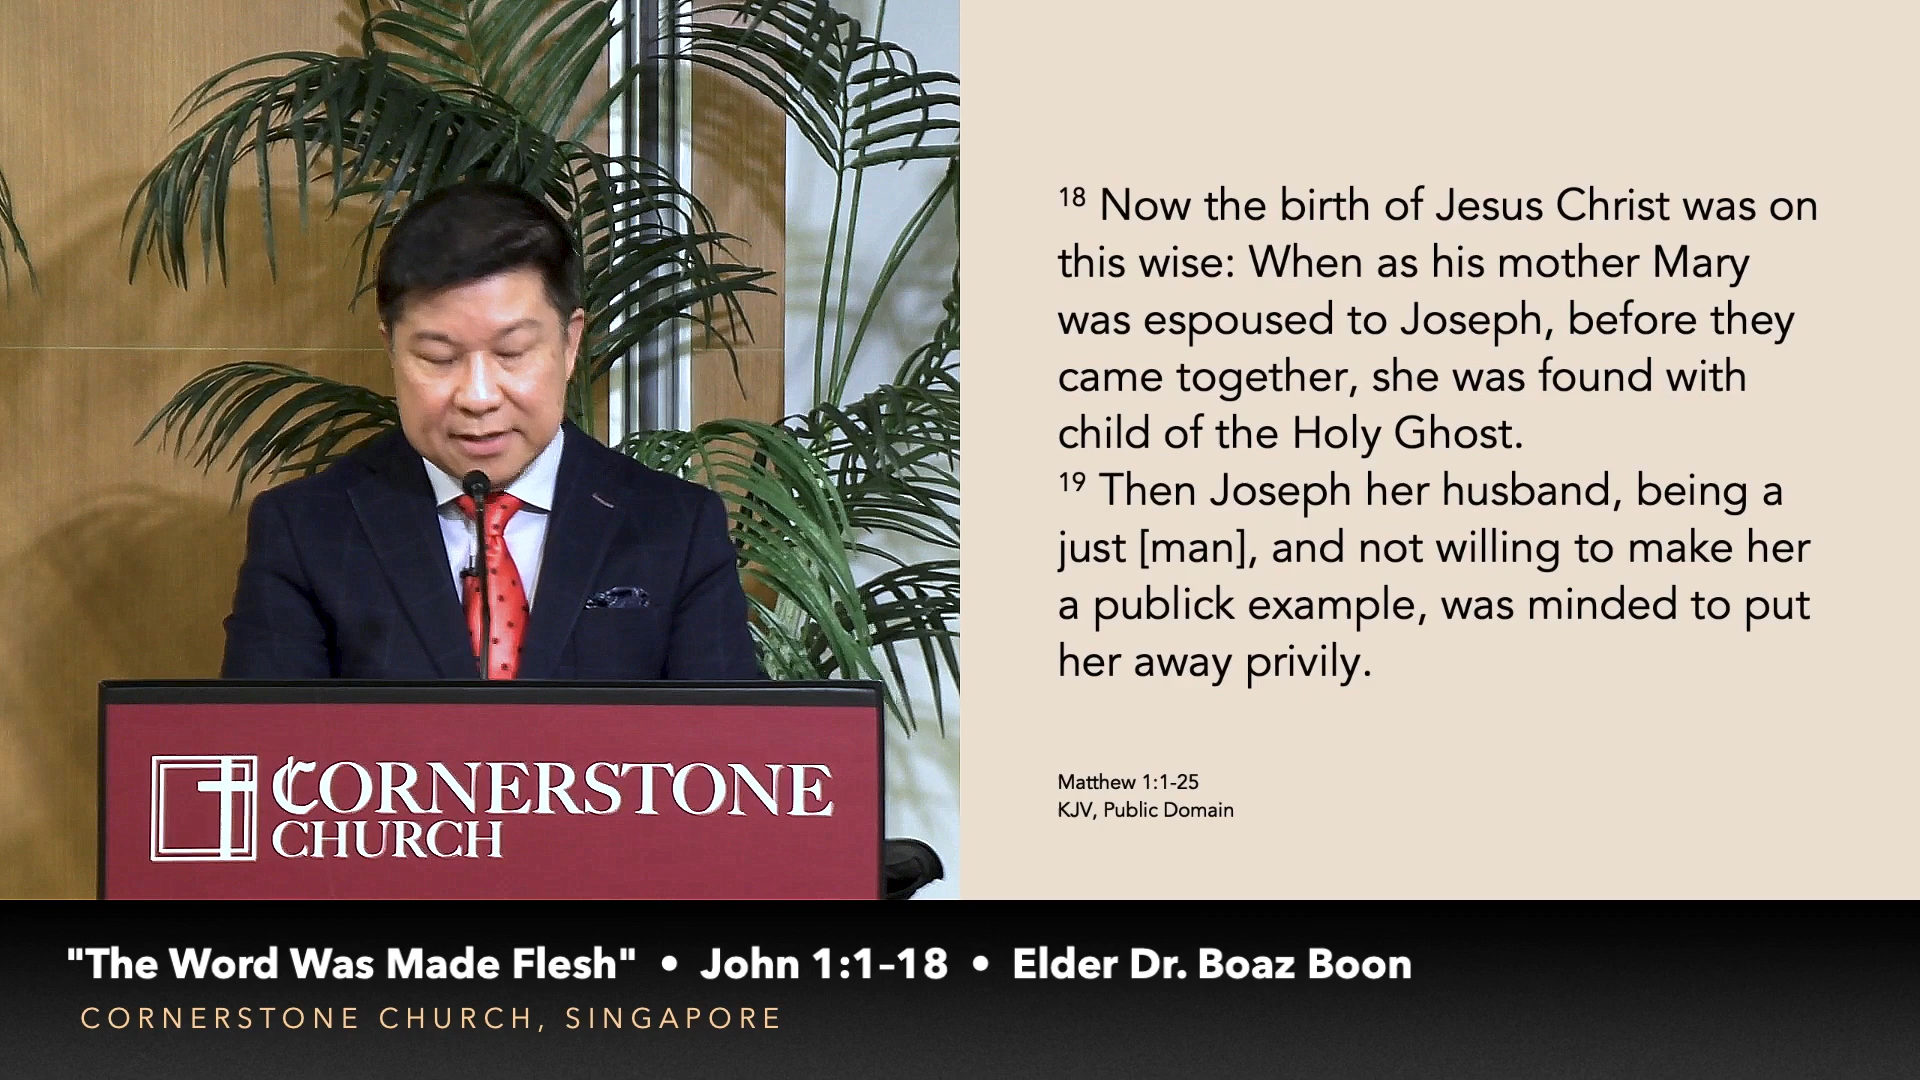 18 Now the birth of Jesus Christ was on
this wise: When as his mother Mary
was espoused to Joseph, before they
came together, she was found with
child of the Holy Ghost.
19 Then Joseph her husband, being a
just [man], and not willing to make her
a publick example, was minded to put
her away privily.
Matthew 1:1-25
KJV, Public Domain
CORNERSTONE
CHURCH
"The Word Was Made Flesh" • John 1:1–18 • Elder Dr. Boaz Boon
CORNERSTONE CHURCH, SINGAPORE